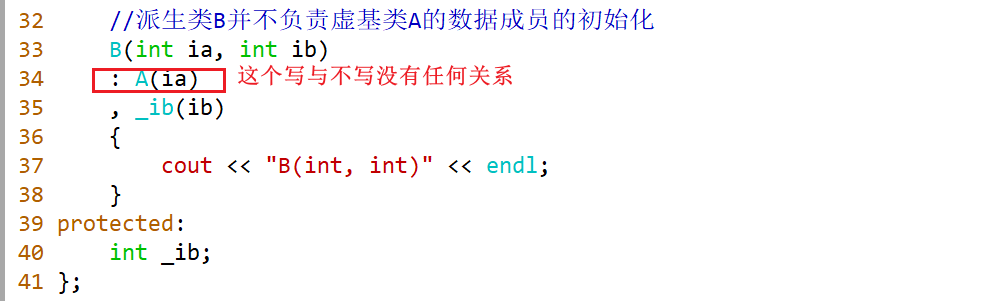 32 //派生类B并不负责虚基类A的数据成员的初始化
33 B(int ia, int ib)
34 : A(ia) 这个写与不写没有任何关系
35 , _ib(ib)
36 {
37 cout << "B(int, int)" << endl;
38 }
39 protected:
40 int _ib;
41 };